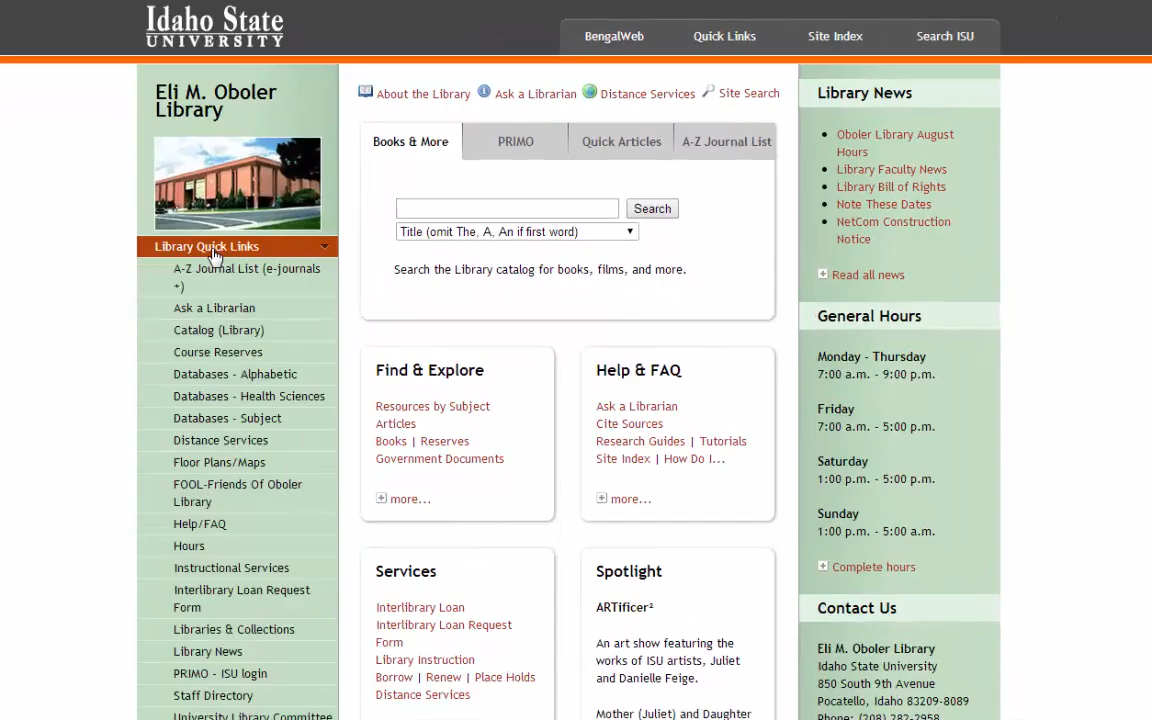 Idaho State
UNIVERSITY
BengalWeb
Quick Links
Site Index
Search ISU
Eli M. Oboler
Library
Library Quick Links
A-Z Journal List (e-journals
+)
Ask a Librarian
Catalog (Library)
Course Reserves
Databases - Alphabetic
Databases - Health Sciences
Databases - Subject
Distance Services
Floor Plans/Maps
FOOL-Friends Of Oboler
Library
Help/FAQ
Hours
Instructional Services
Interlibrary Loan Request
Form
Libraries & Collections
Library News
PRIMO - ISU login
Staff Directory
University Library Committee
About the Library
Ask a Librarian
Distance Services
Site Search
Books & More
PRIMO
Quick Articles
A-Z Journal List
Search
Title (omit The, A, An if first word)
Search the Library catalog for books, films, and more.
Find & Explore
Resources by Subject
Articles
Books | Reserves
Government Documents
more...
Help & FAQ
Ask a Librarian
Cite Sources
Research Guides | Tutorials
Site Index | How Do I...
more...
Services
Interlibrary Loan
Interlibrary Loan Request
Form
Library Instruction
Borrow | Renew | Place Holds
Distance Services
Spotlight
ARTificer²
An art show featuring the
works of ISU artists, Juliet
and Danielle Feige.
Mother (Juliet) and Daughter
Library News
Oboler Library August
Hours
Library Faculty News
Library Bill of Rights
Note These Dates
NetCom Construction
Notice
Read all news
General Hours
Monday - Thursday
7:00 a.m. - 9:00 p.m.
Friday
7:00 a.m. - 5:00 p.m.
Saturday
1:00 p.m. - 5:00 p.m.
Sunday
1:00 p.m. - 5:00 a.m.
Complete hours
Contact Us
Eli M. Oboler Library
Idaho State University
850 South 9th Avenue
Pocatello, Idaho 83209-8089
Phone: (208) 282-2958